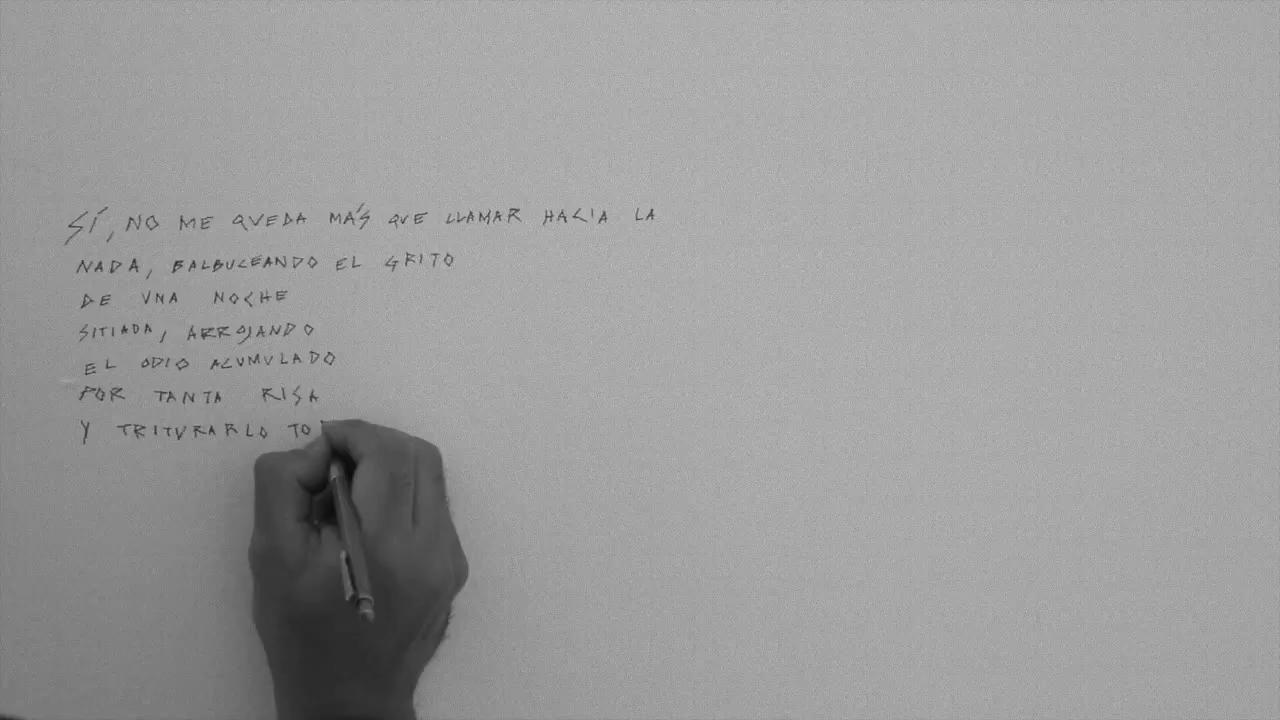 SÍ, NO ME QUEDA MÁS QUE LLAMAR HACIA LA
NADA, BALBUCEANDO EL GRITO
DE UNA NOCHE
SITIADA, ARROJANDO
EL ODIO ACUMULADO
POR TANTA RISA
Y TRITURARLO TO